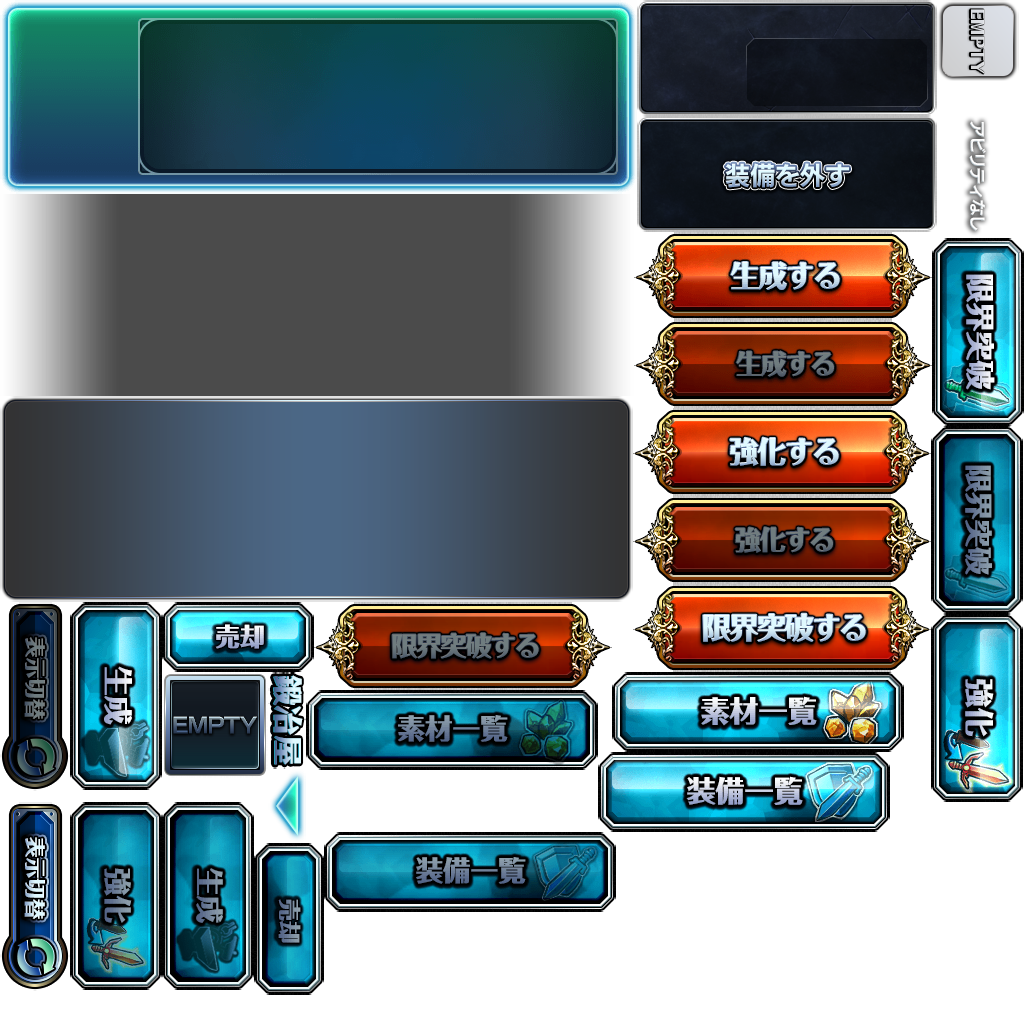 EMPTY
アビリティなし
装備を外す
生成する
生成する
強化する
強化する
限界突破する
限界突破
限界突破
強化
表示切替
生成
売却
限界突破する
EMPTY
鍛冶屋
素材一覧
素材一覧
装備一覧
表示切替
強化
生成
売却
装備一覧